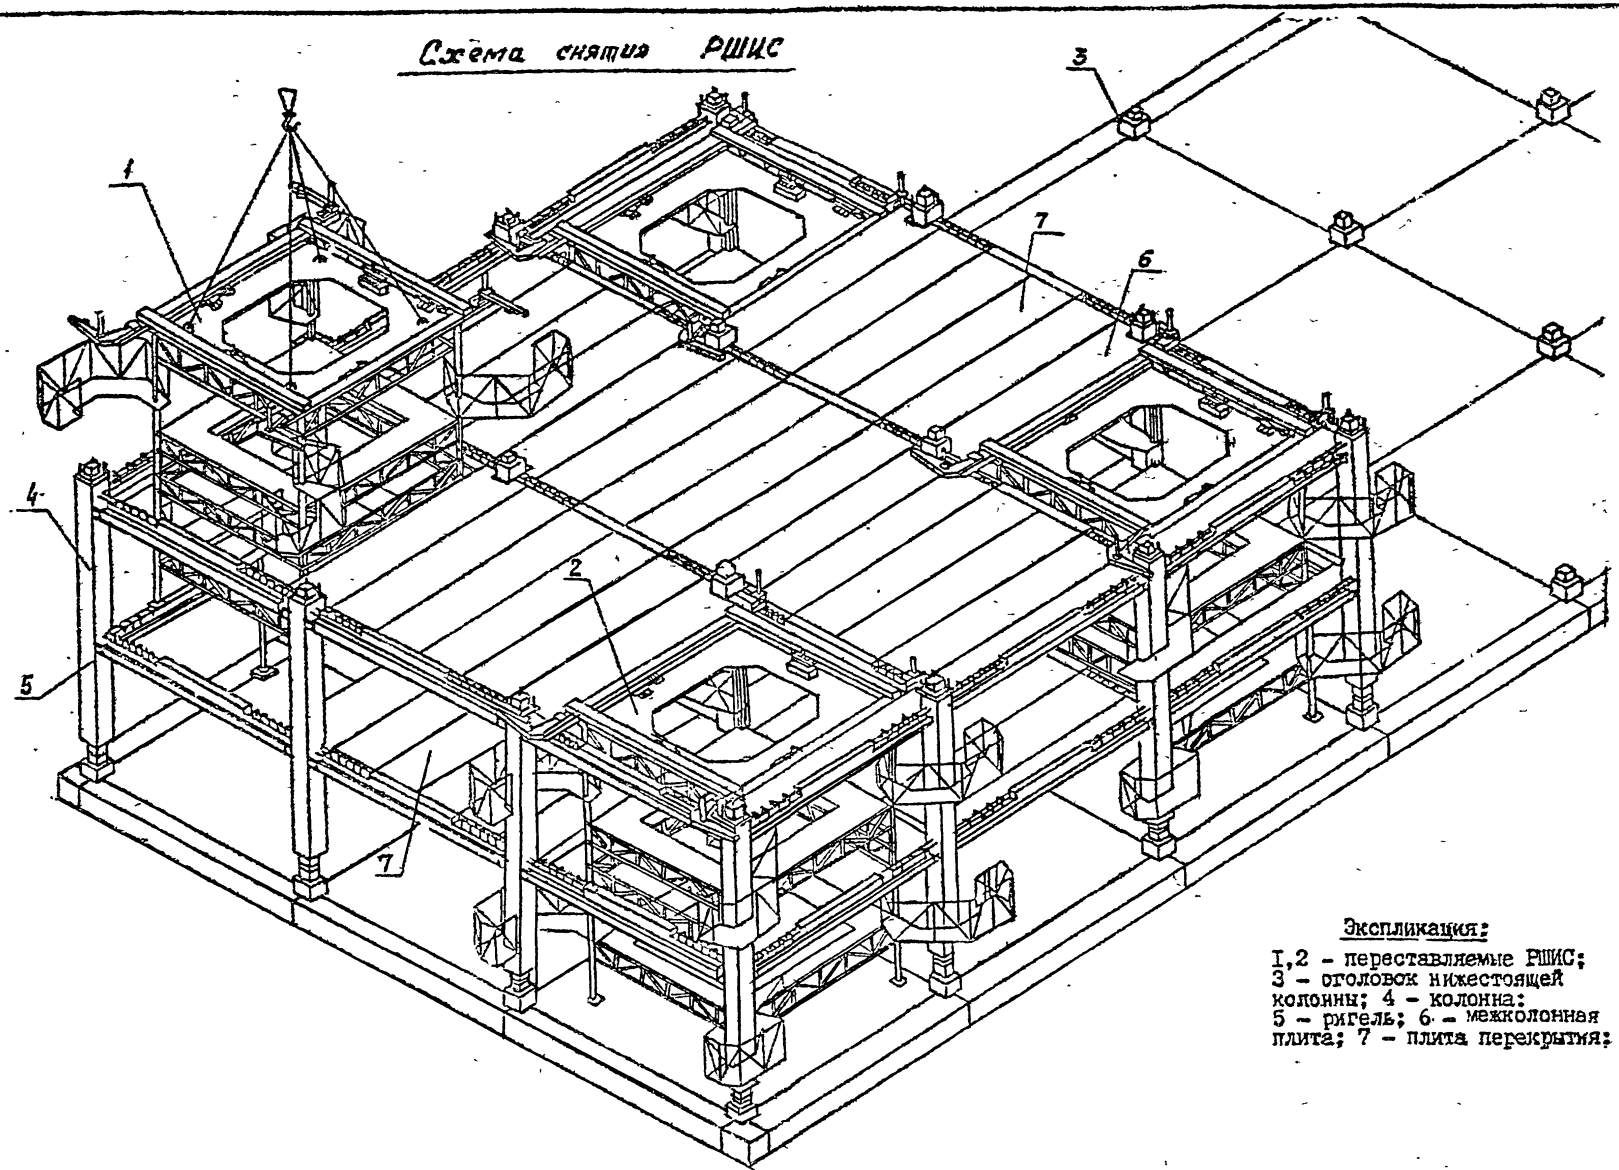 Схема снятия РШИС
3
1
7
6
4
2
5
7
Экспликация:
1,2 - переставляемые РШИС;
3 - оголовок нижестоящей
колонны; 4 - колонна:
5 - ригель; 6 - межколонная
плита; 7 - плита перекрытия;